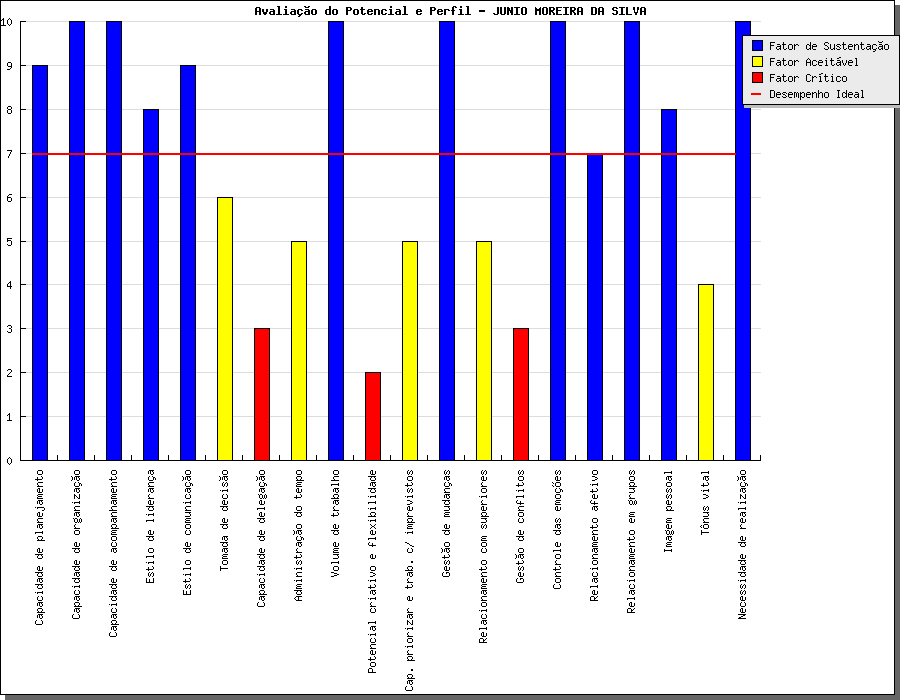 Avaliação do Potencial e Perfil - JUNIO MOREIRA DA SILVA
10
9
8
7
6
5
4
3
2
1
0
Fator de Sustentação
Fator Aceitável
Fator Crítico
Desempenho Ideal
Capacidade de planejamento
Capacidade de organização
Capacidade de acompanhamento
Estilo de liderança
Estilo de comunicação
Tomada de decisão
Capacidade de delegação
Administração do tempo
Volume de trabalho
Potencial criativo e flexibilidade
Cap. priorizar e trab. c/ imprevistos
Gestão de mudanças
Relacionamento com superiores
Gestão de conflitos
Controle das emoções
Relacionamento afetivo
Relacionamento em grupos
Imagem pessoal
Tônus vital
Necessidade de realização